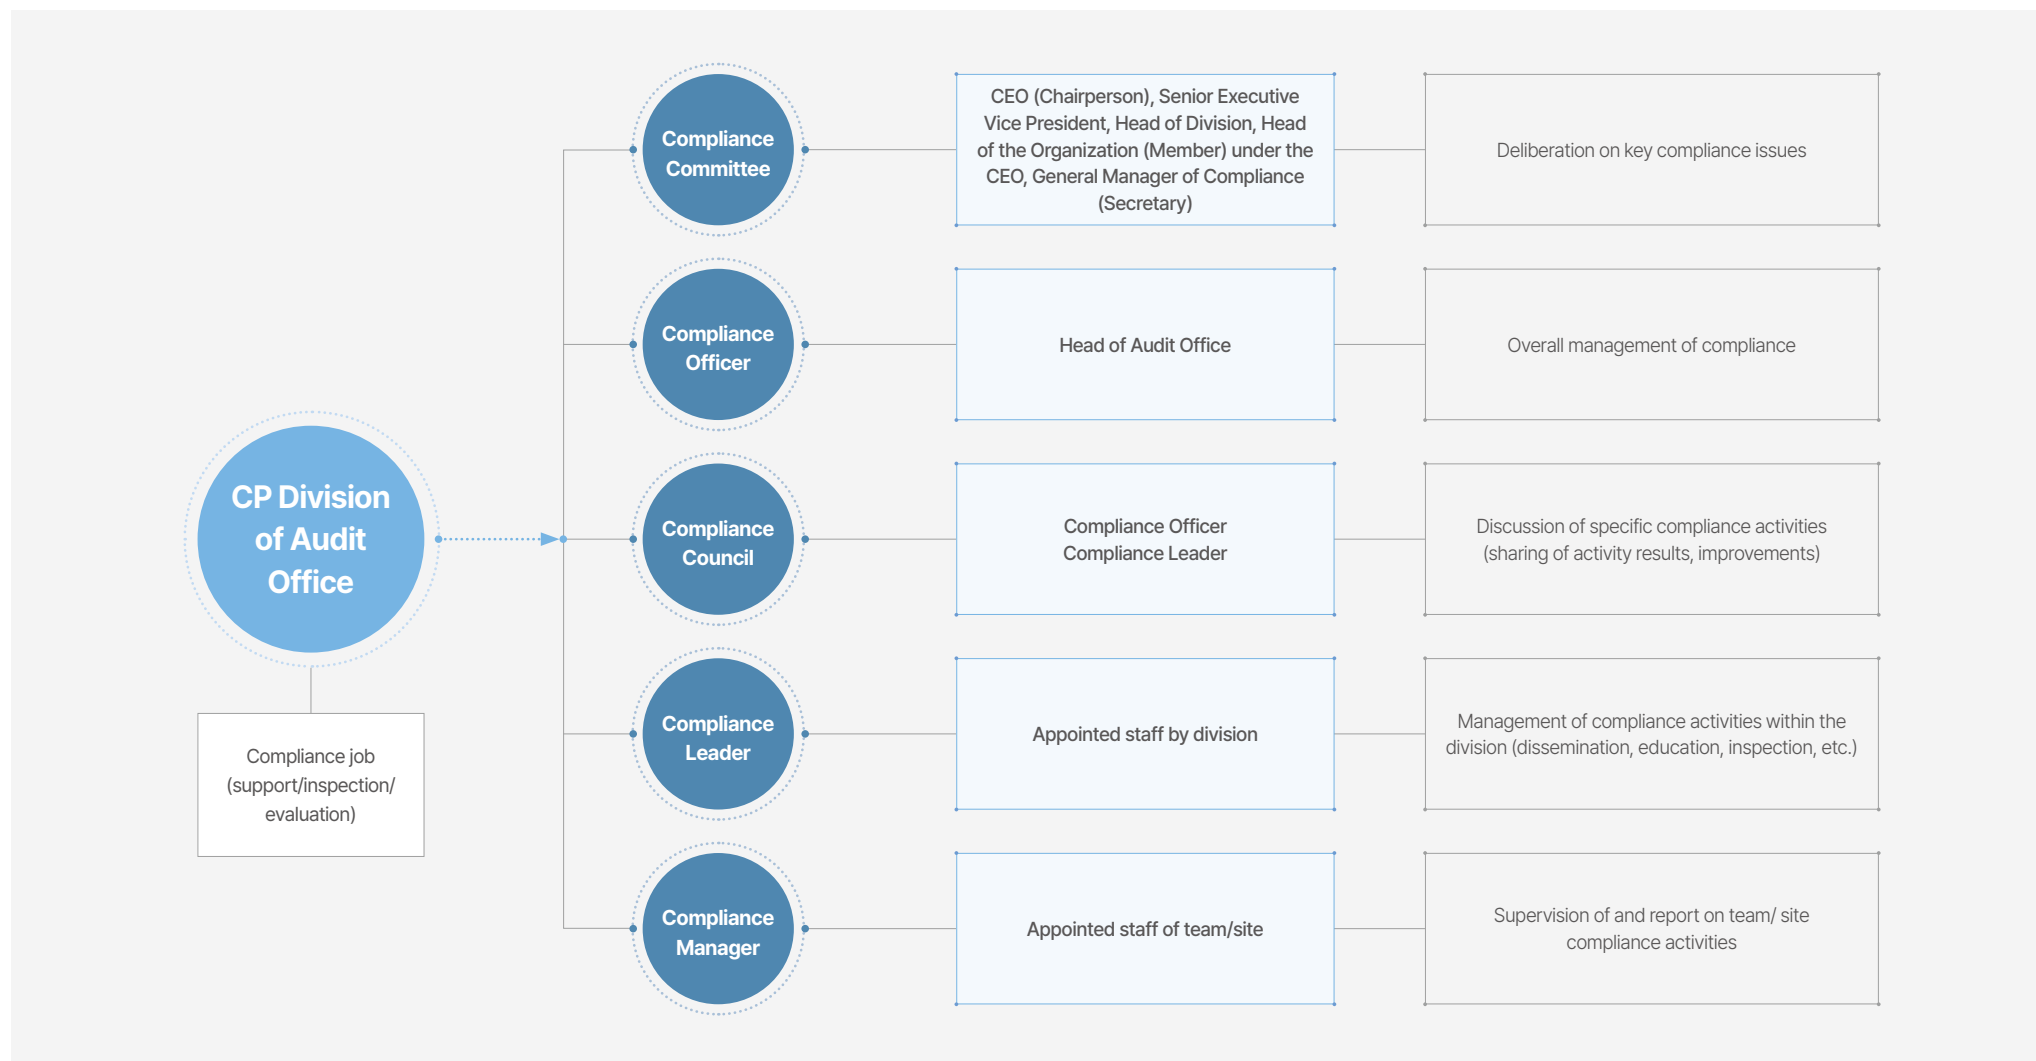 CP Division
of Audit
Office
Compliance job
(support/inspection/
evaluation)
Compliance
Committee
CEO (Chairperson), Senior Executive
Vice President, Head of Division, Head
of the Organization (Member) under the
CEO, General Manager of Compliance
(Secretary)
Deliberation on key compliance issues
Compliance
Officer
Head of Audit Office
Overall management of compliance
Compliance
Council
Compliance Officer
Compliance Leader
Discussion of specific compliance activities
(sharing of activity results, improvements)
Compliance
Leader
Appointed staff by division
Management of compliance activities within the
division (dissemination, education, inspection, etc.)
Compliance
Manager
Appointed staff of team/site
Supervision of and report on team/ site
compliance activities